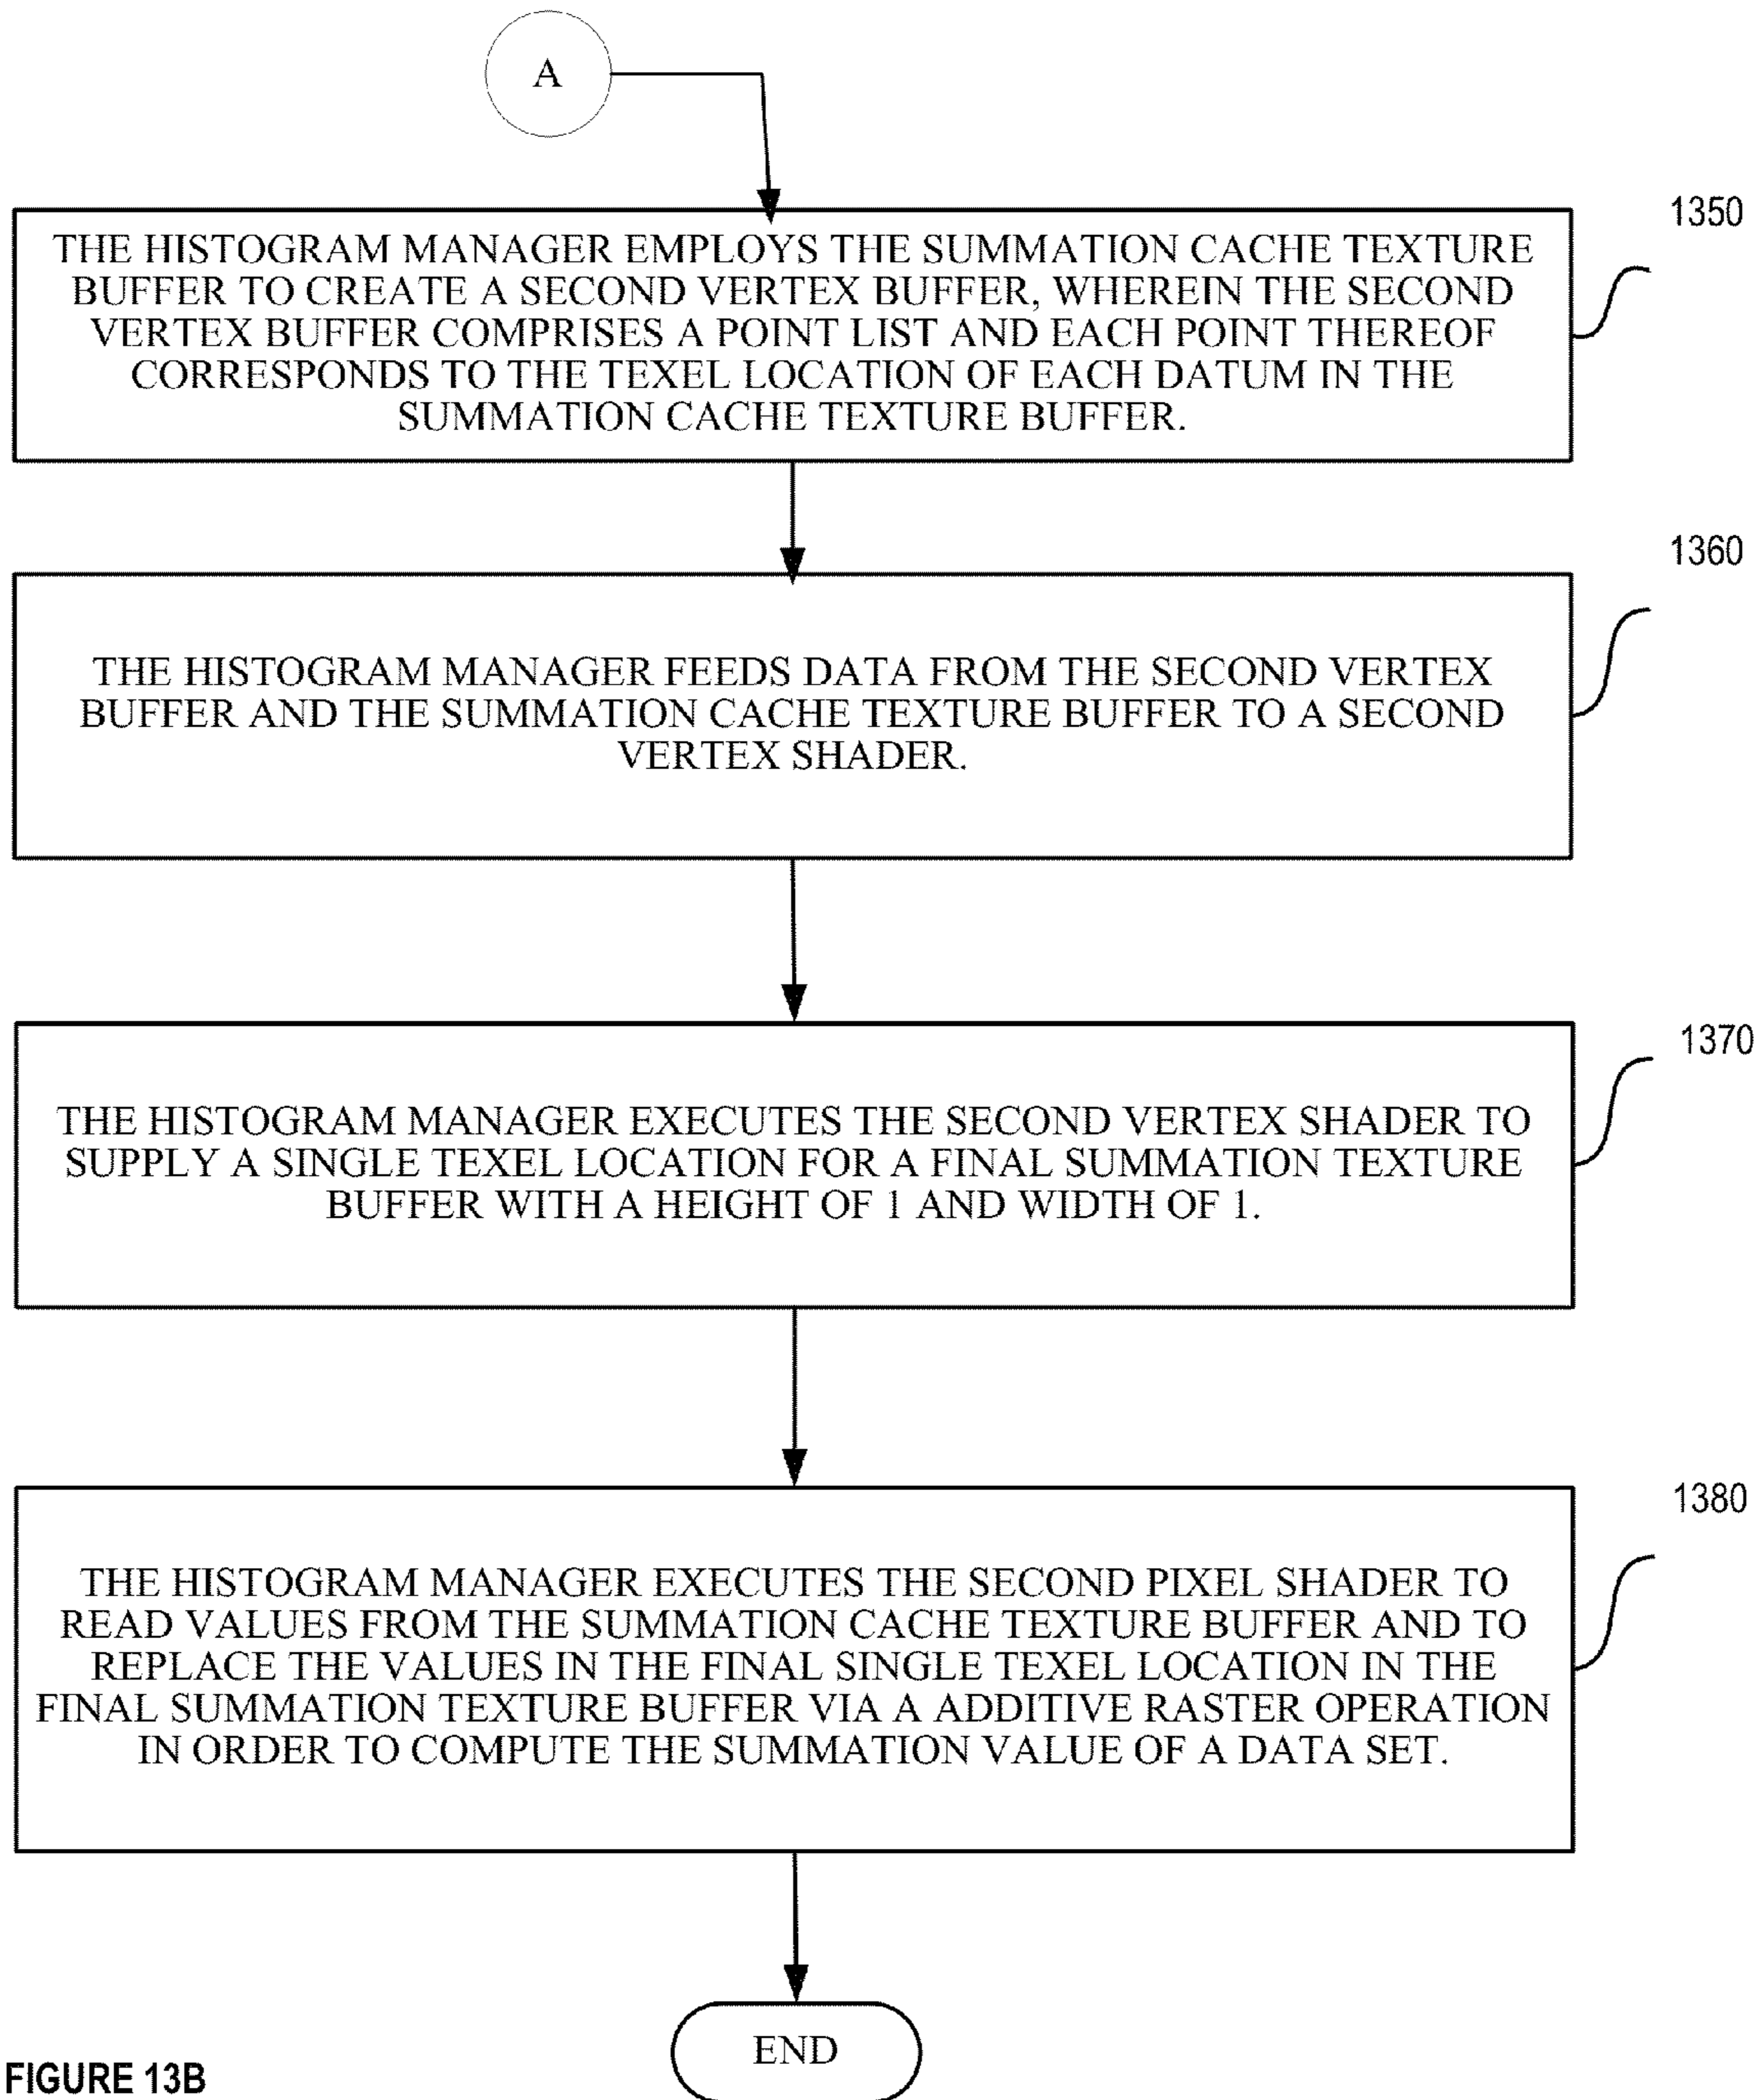 A
1350
THE HISTOGRAM MANAGER EMPLOYS THE SUMMATION CACHE TEXTURE
BUFFER TO CREATE A SECOND VERTEX BUFFER, WHEREIN THE SECOND
VERTEX BUFFER COMPRISES A POINT LIST AND EACH POINT THEREOF
CORRESPONDS TO THE TEXEL LOCATION OF EACH DATUM IN THE
SUMMATION CACHE TEXTURE BUFFER.
1360
THE HISTOGRAM MANAGER FEEDS DATA FROM THE SECOND VERTEX
BUFFER AND THE SUMMATION CACHE TEXTURE BUFFER TO A SECOND
VERTEX SHADER.
1370
THE HISTOGRAM MANAGER EXECUTES THE SECOND VERTEX SHADER TO
SUPPLY A SINGLE TEXEL LOCATION FOR A FINAL SUMMATION TEXTURE
BUFFER WITH A HEIGHT OF 1 AND WIDTH OF 1.
1380
THE HISTOGRAM MANAGER EXECUTES THE SECOND PIXEL SHADER TO
READ VALUES FROM THE SUMMATION CACHE TEXTURE BUFFER AND TO
REPLACE THE VALUES IN THE FINAL SINGLE TEXEL LOCATION IN THE
FINAL SUMMATION TEXTURE BUFFER VIA A ADDITIVE RASTER OPERATION
IN ORDER TO COMPUTE THE SUMMATION VALUE OF A DATA SET.
END
FIGURE 13B